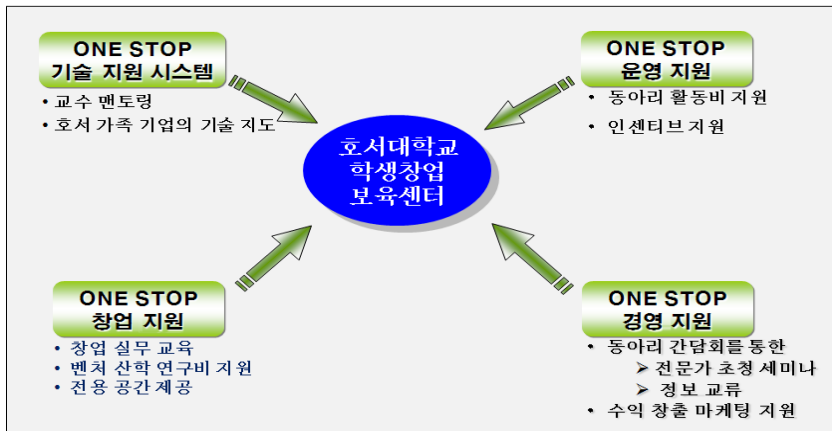 ONE STOP
기술 지원 시스템
• 교수 맨토링
• 호서 가족 기업의 기술 지도
ONE STOP
운영 지원
• 동아리 활동비 지원
• 인센티브 지원
호서대학교
학생창업
보육센터
ONE STOP
창업 지원
• 창업 실무 교육
• 벤처 산학 연구비 지원
• 전용 공간 제공
ONE STOP
경영 지원
• 동아리 간담회를 통한
➢ 전문가 초청 세미나
➢ 정보 교류
• 수익 창출 마케팅 지원